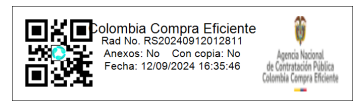 Colombia Compra Eficiente
Rad No. RS20240912012811
Anexos: No Con copia: No
Fecha: 12/09/2024 16:35:46
Agencia Nacional
de Contratación Pública
Colombia Compra Eficiente